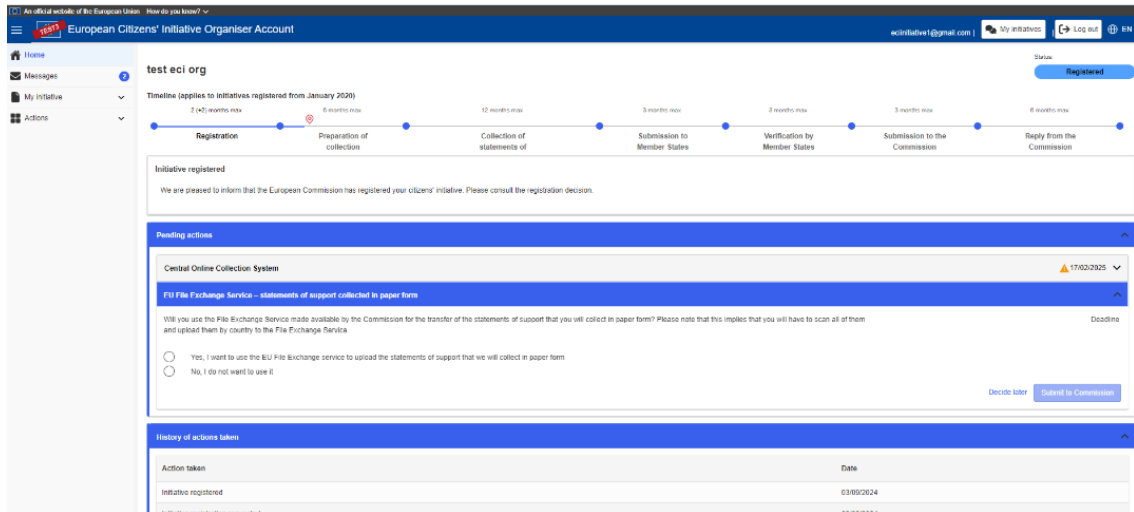 An official website of the European Union How do you know?
TEST1 European Citizens' Initiative Organiser Account
eciinitiative1@gmail.com | My initiatives | Log out EN
Home
Messages 2
My initiative
Actions
test eci org
Status:
Registered
Timeline (applies to initiatives registered from January 2020)
2 (+2) months max 6 months max 12 months max 3 months max 3 months max 3 months max 6 months max
Registration Preparation of Collection of Submission to Verification by Submission to the Reply from the
collection statements of Member States Member States Commission Commission
Initiative registered
We are pleased to inform that the European Commission has registered your citizens' initiative. Please consult the registration decision.
Pending actions
Central Online Collection System 17/02/2025
EU File Exchange Service – statements of support collected in paper form
Will you use the File Exchange Service made available by the Commission for the transfer of the statements of support that you will collect in paper form? Please note that this implies that you will have to scan all of them Deadline
and upload them by country to the File Exchange Service
Yes, I want to use the EU File Exchange service to upload the statements of support that we will collect in paper form
No, I do not want to use it
Decide later Submit to Commission
History of actions taken
Action taken Date
Initiative registered 03/09/2024